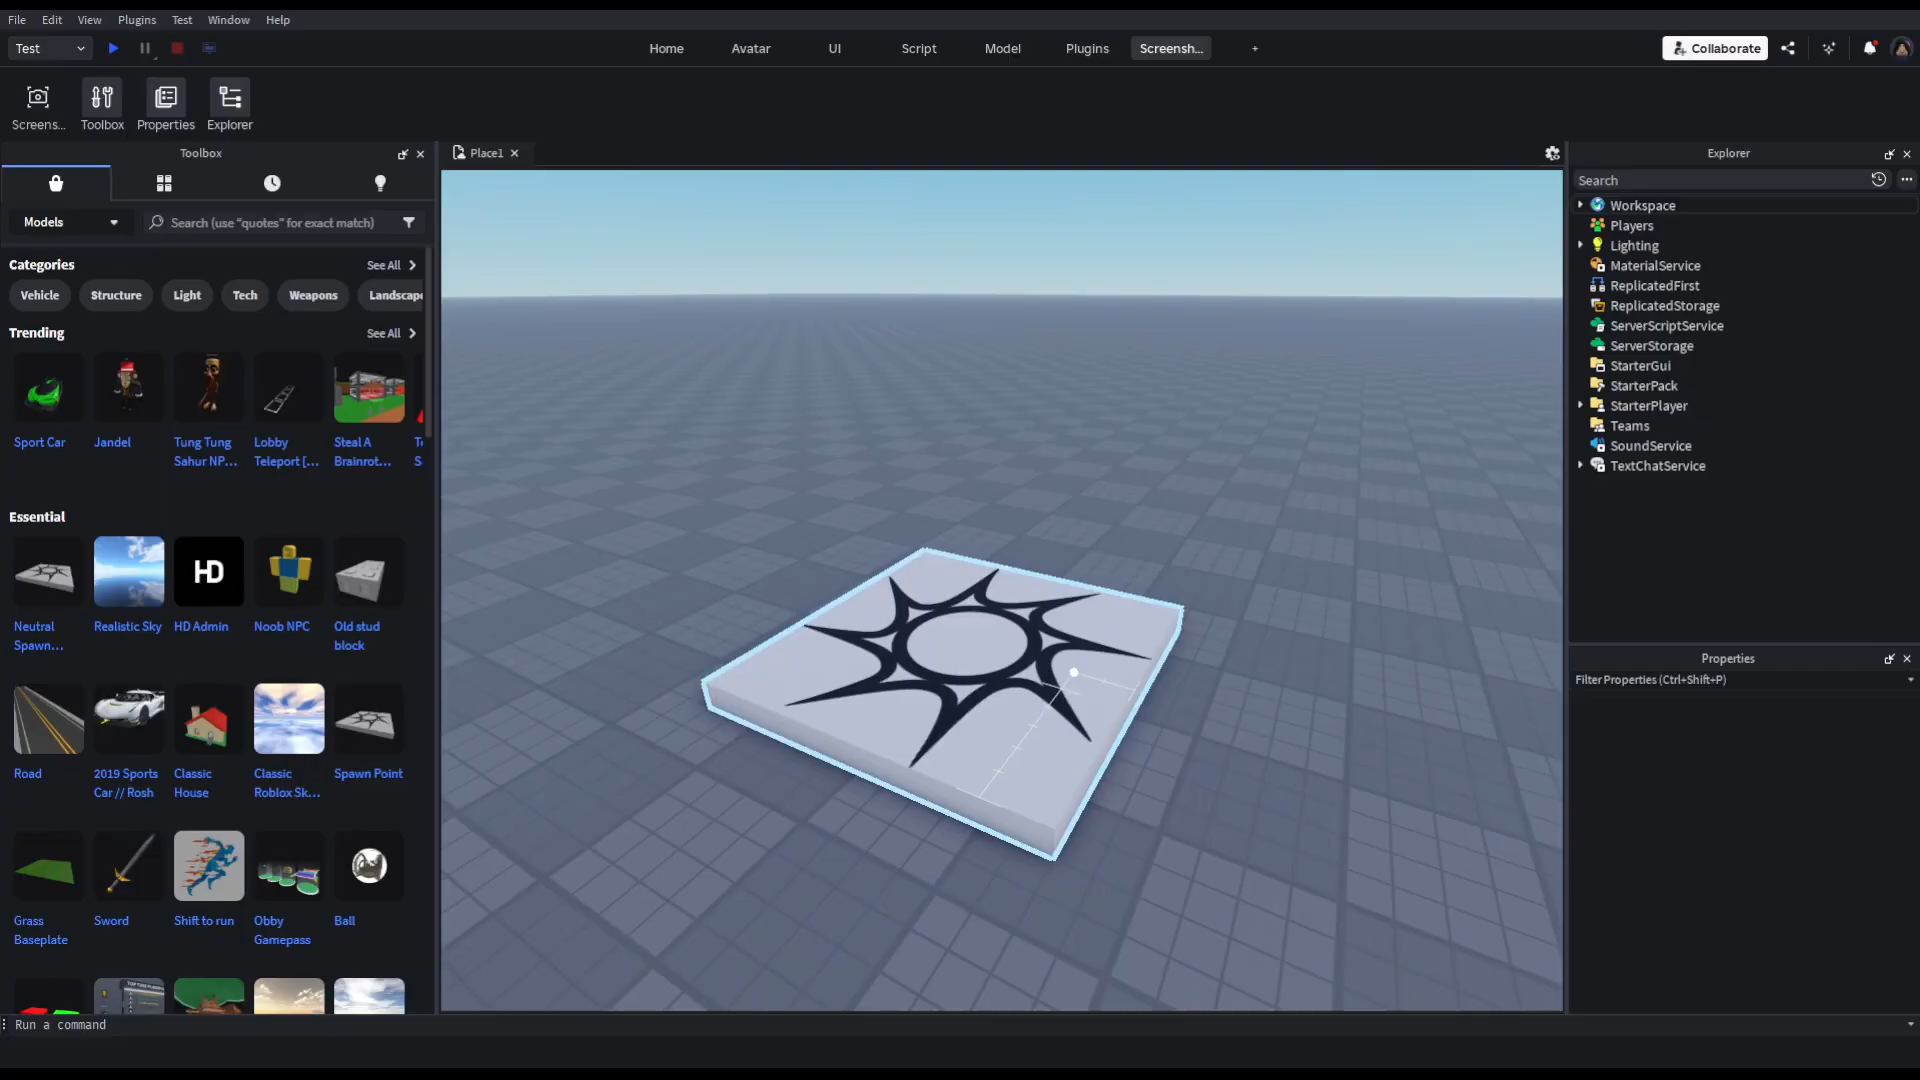 File Edit View Plugins Test Window Help
Test
Home Avatar UI Script Model Plugins Screensh... +
Collaborate
Screens... Toolbox Properties Explorer
Toolbox
Place1
Explorer
Models
Search (use "quotes" for exact match)
Categories
See All
Vehicle Structure Light Tech Weapons Landscape
Trending
See All
Sport Car
Jandel
Tung Tung
Sahur NP...
Lobby
Teleport [...
Steal A
Brainrot...
Essential
Neutral
Spawn...
Realistic Sky
HD
HD Admin
Noob NPC
Old stud
block
Road
2019 Sports
Car // Rosh
Classic
House
Classic
Roblox Sk...
Spawn Point
Grass
Baseplate
Sword
Shift to run
Obby
Gamepass
Ball
Run a command
Search
Workspace
Players
Lighting
MaterialService
ReplicatedFirst
ReplicatedStorage
ServerScriptService
ServerStorage
StarterGui
StarterPack
StarterPlayer
Teams
SoundService
TextChatService
Properties
Filter Properties (Ctrl+Shift+P)